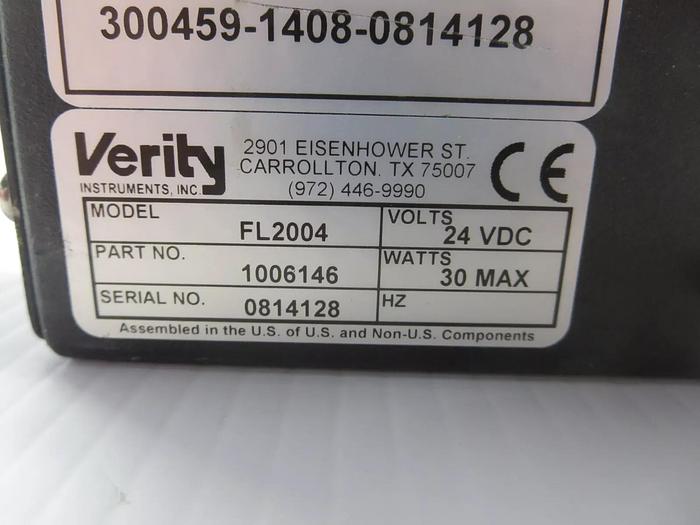 300459-1408-0814128
Verity
INSTRUMENTS, INC.
2901 EISENHOWER ST.
CARROLLTON, TX 75007
(972) 446-9990
CE
MODEL FL2004 VOLTS 24 VDC
PART NO. 1006146 WATTS 30 MAX
SERIAL NO. 0814128 HZ
Assembled in the U.S. of U.S. and Non-U.S. Components